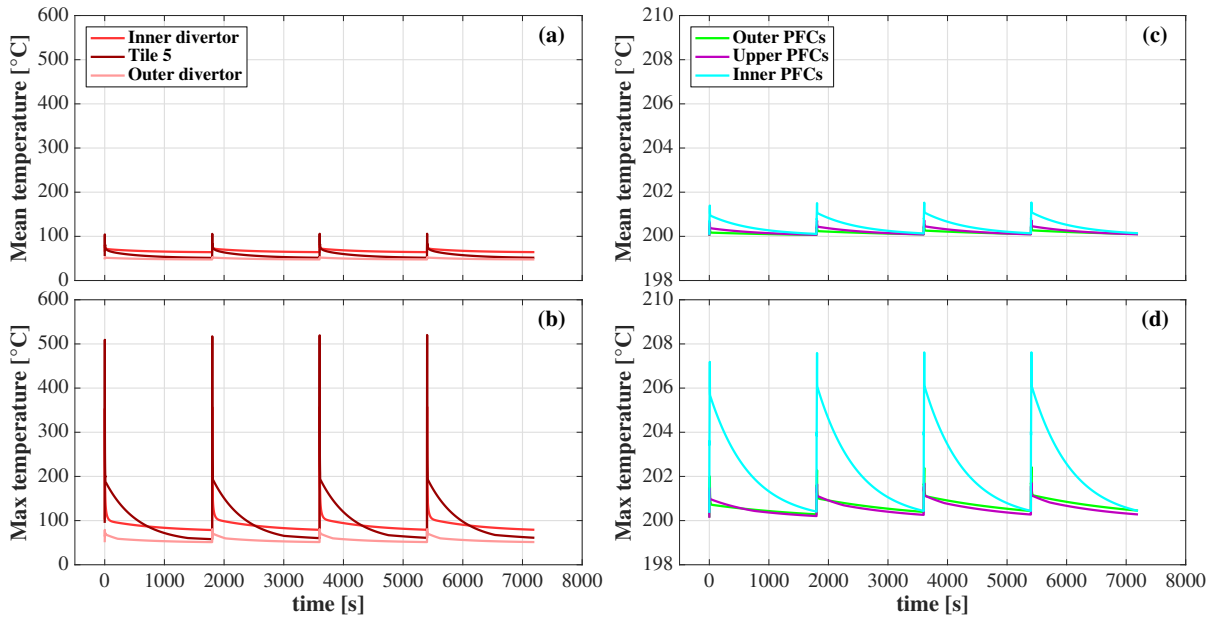 Mean temperature [°C]
600
500
400
300
200
100
0
Inner divertor
Tile 5
Outer divertor
(a)
Mean temperature [°C]
210
208
206
204
202
200
198
Outer PFCs
Upper PFCs
Inner PFCs
(c)
Max temperature [°C]
600
500
400
300
200
100
0
(b)
0 1000 2000 3000 4000 5000 6000 7000 8000
time [s]
Max temperature [°C]
210
208
206
204
202
200
198
(d)
0 1000 2000 3000 4000 5000 6000 7000 8000
time [s]